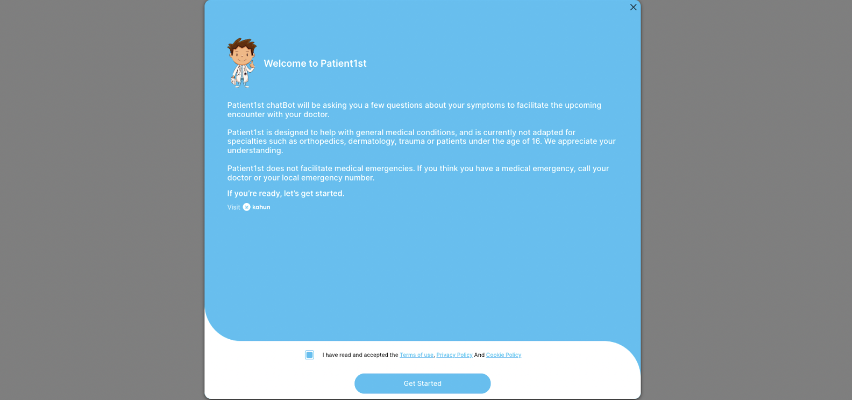 Welcome to Patient1st
Patient1st chatBot will be asking you a few questions about your symptoms to facilitate the upcoming
encounter with your doctor.
Patient1st is designed to help with general medical conditions, and is currently not adapted for
specialties such as orthopedics, dermatology, trauma or patients under the age of 16. We appreciate your
understanding.
Patient1st does not facilitate medical emergencies. If you think you have a medical emergency, call your
doctor or your local emergency number.
If you're ready, let's get started.
Visit kahun
I have read and accepted the Terms of use, Privacy Policy And Cookie Policy
Get Started